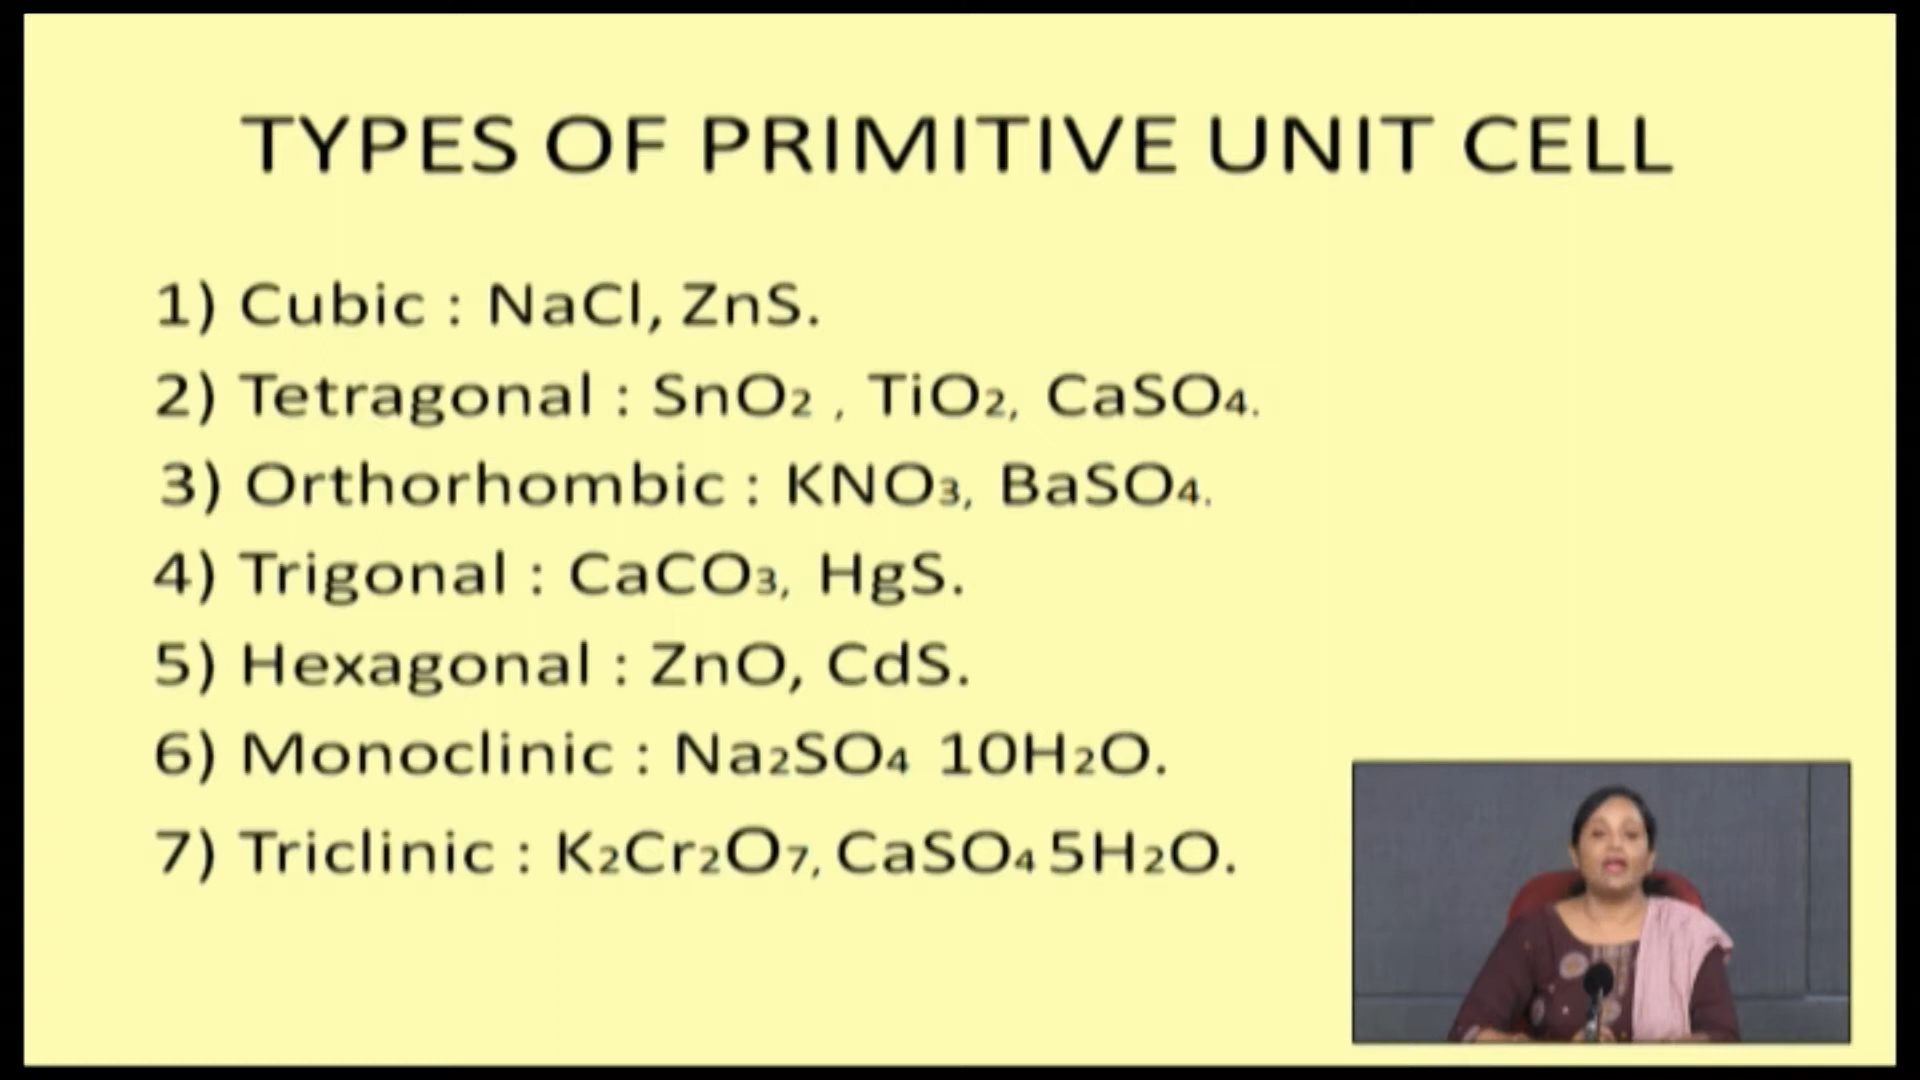 TYPES OF PRIMITIVE UNIT CELL
1) Cubic : NaCl, ZnS.
2) Tetragonal : SnO₂ , TiO₂, CaSO₄.
3) Orthorhombic : KNO₃, BaSO₄.
4) Trigonal : CaCO₃, HgS.
5) Hexagonal : ZnO, CdS.
6) Monoclinic : Na₂SO₄ 10H₂O.
7) Triclinic : K₂Cr₂O₇, CaSO₄ 5H₂O.